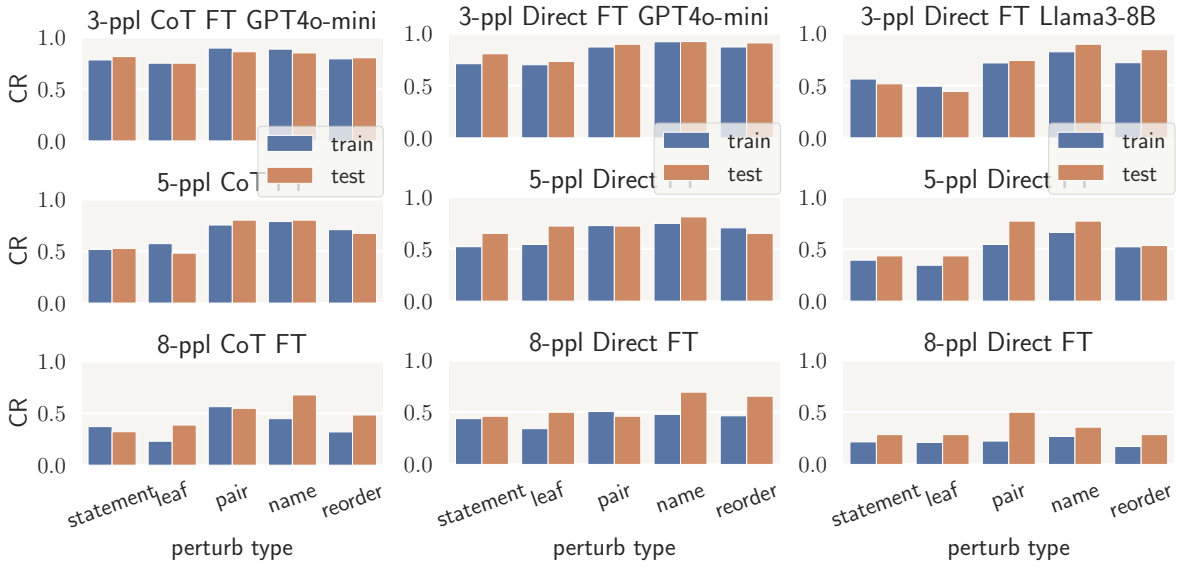 3-ppl CoT FT GPT4o-mini
3-ppl Direct FT GPT4o-mini
3-ppl Direct FT Llama3-8B
1.0
0.5
0.0
CR
1.0
0.5
0.0
1.0
0.5
0.0
train
test
train
test
train
test
5-ppl CoT
5-ppl Direct
5-ppl Direct
1.0
0.5
0.0
CR
1.0
0.5
0.0
1.0
0.5
0.0
8-ppl CoT FT
8-ppl Direct FT
8-ppl Direct FT
1.0
0.5
0.0
CR
1.0
0.5
0.0
1.0
0.5
0.0
statement
leaf
pair
name
reorder
statement
leaf
pair
name
reorder
statement
leaf
pair
name
reorder
perturb type
perturb type
perturb type